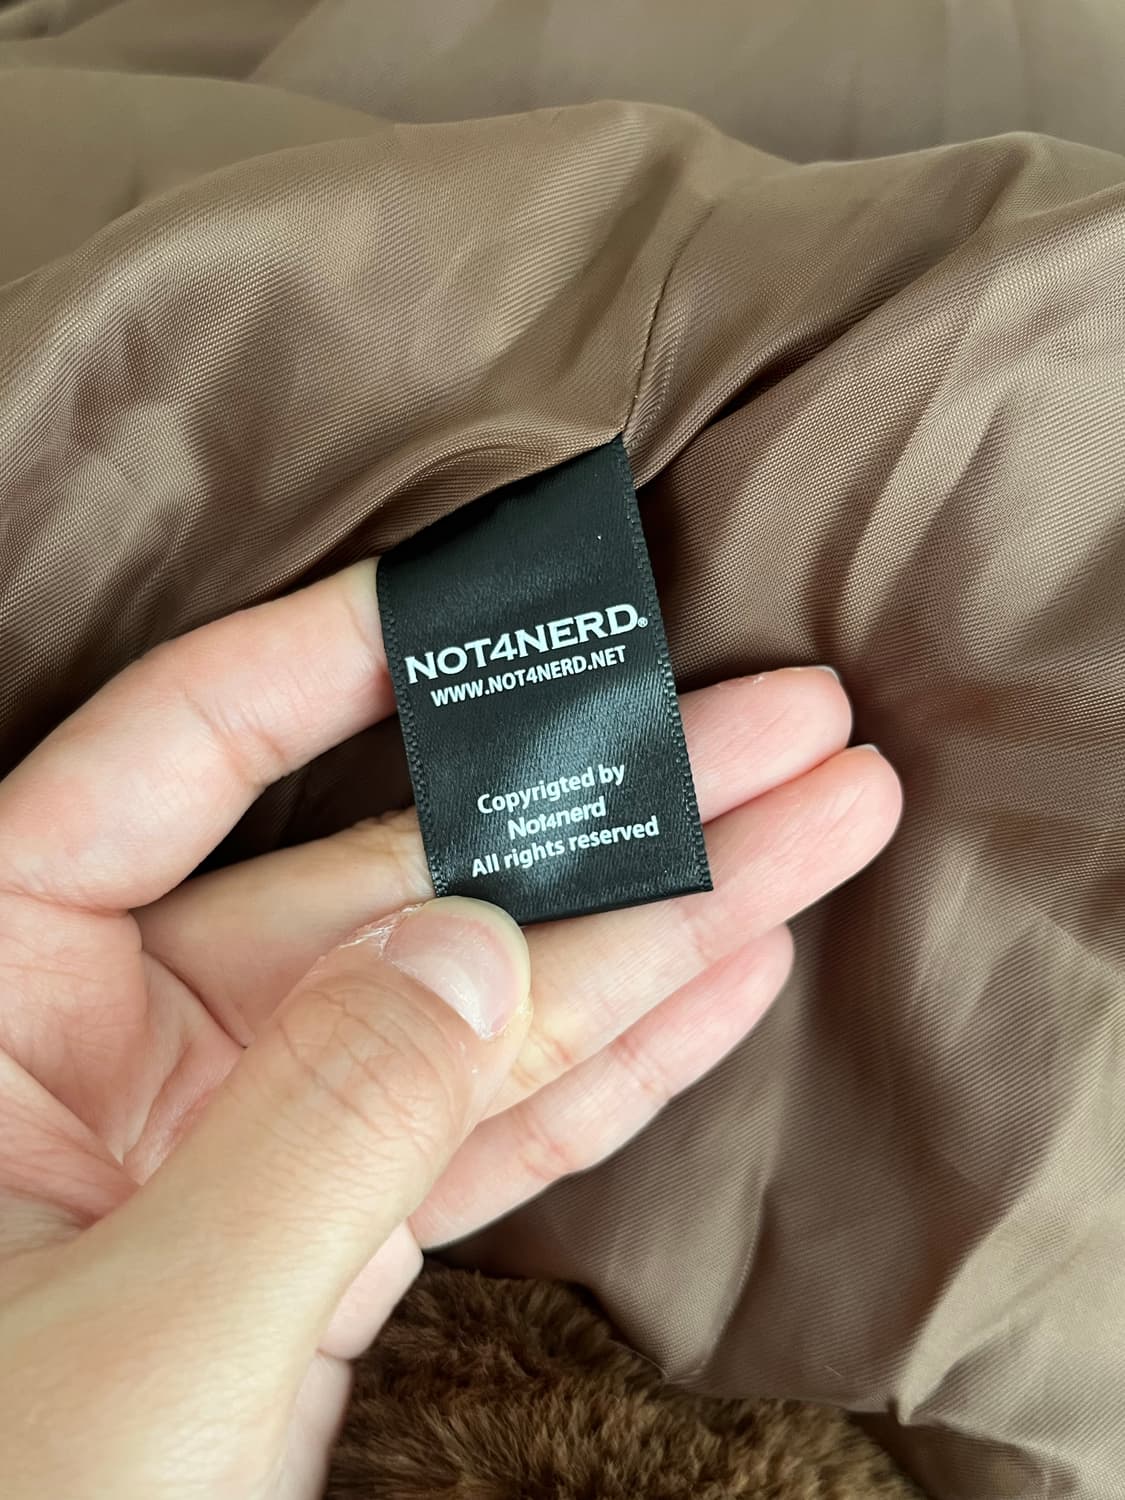 NOT4NERD®
WWW.NOT4NERD.NET
Copyrigted by
Not4nerd
All rights reserved